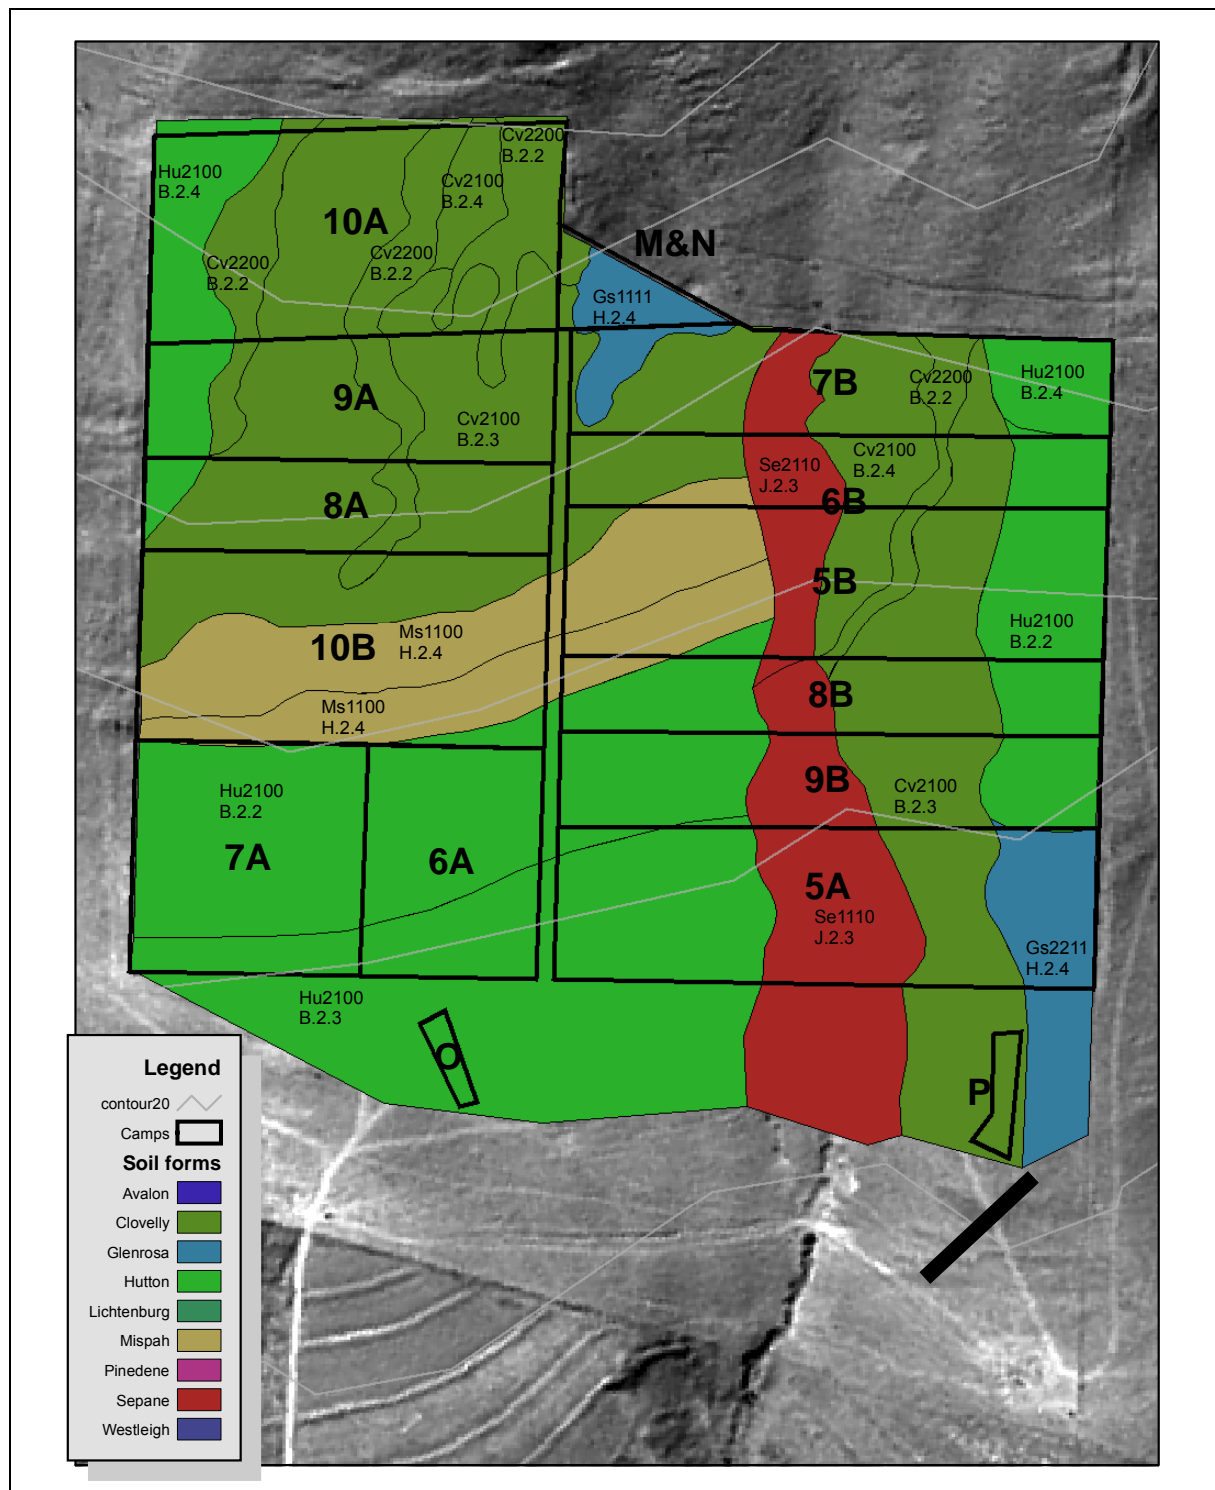 Cv2200
B.2.2
Hu2100
B.2.4
Cv2100
B.2.4
10A
M&N
Cv2200
B.2.2
Cv2200
B.2.2
Gs1111
H.2.4
7B
Cv2200
B.2.2
Hu2100
B.2.4
9A
Cv2100
B.2.3
Cv2100
B.2.4
Se2110
J.2.3
8A
6B
5B
10B
Ms1100
H.2.4
Hu2100
B.2.2
8B
Ms1100
H.2.4
9B
Hu2100
B.2.2
Cv2100
B.2.3
7A
6A
5A
Se1110
J.2.3
Gs2211
H.2.4
Hu2100
B.2.3
O
P
Legend
contour20
Camps
Soil forms
Avalon
Clovelly
Glenrosa
Hutton
Lichtenburg
Mispah
Pinedene
Sepane
Westleigh